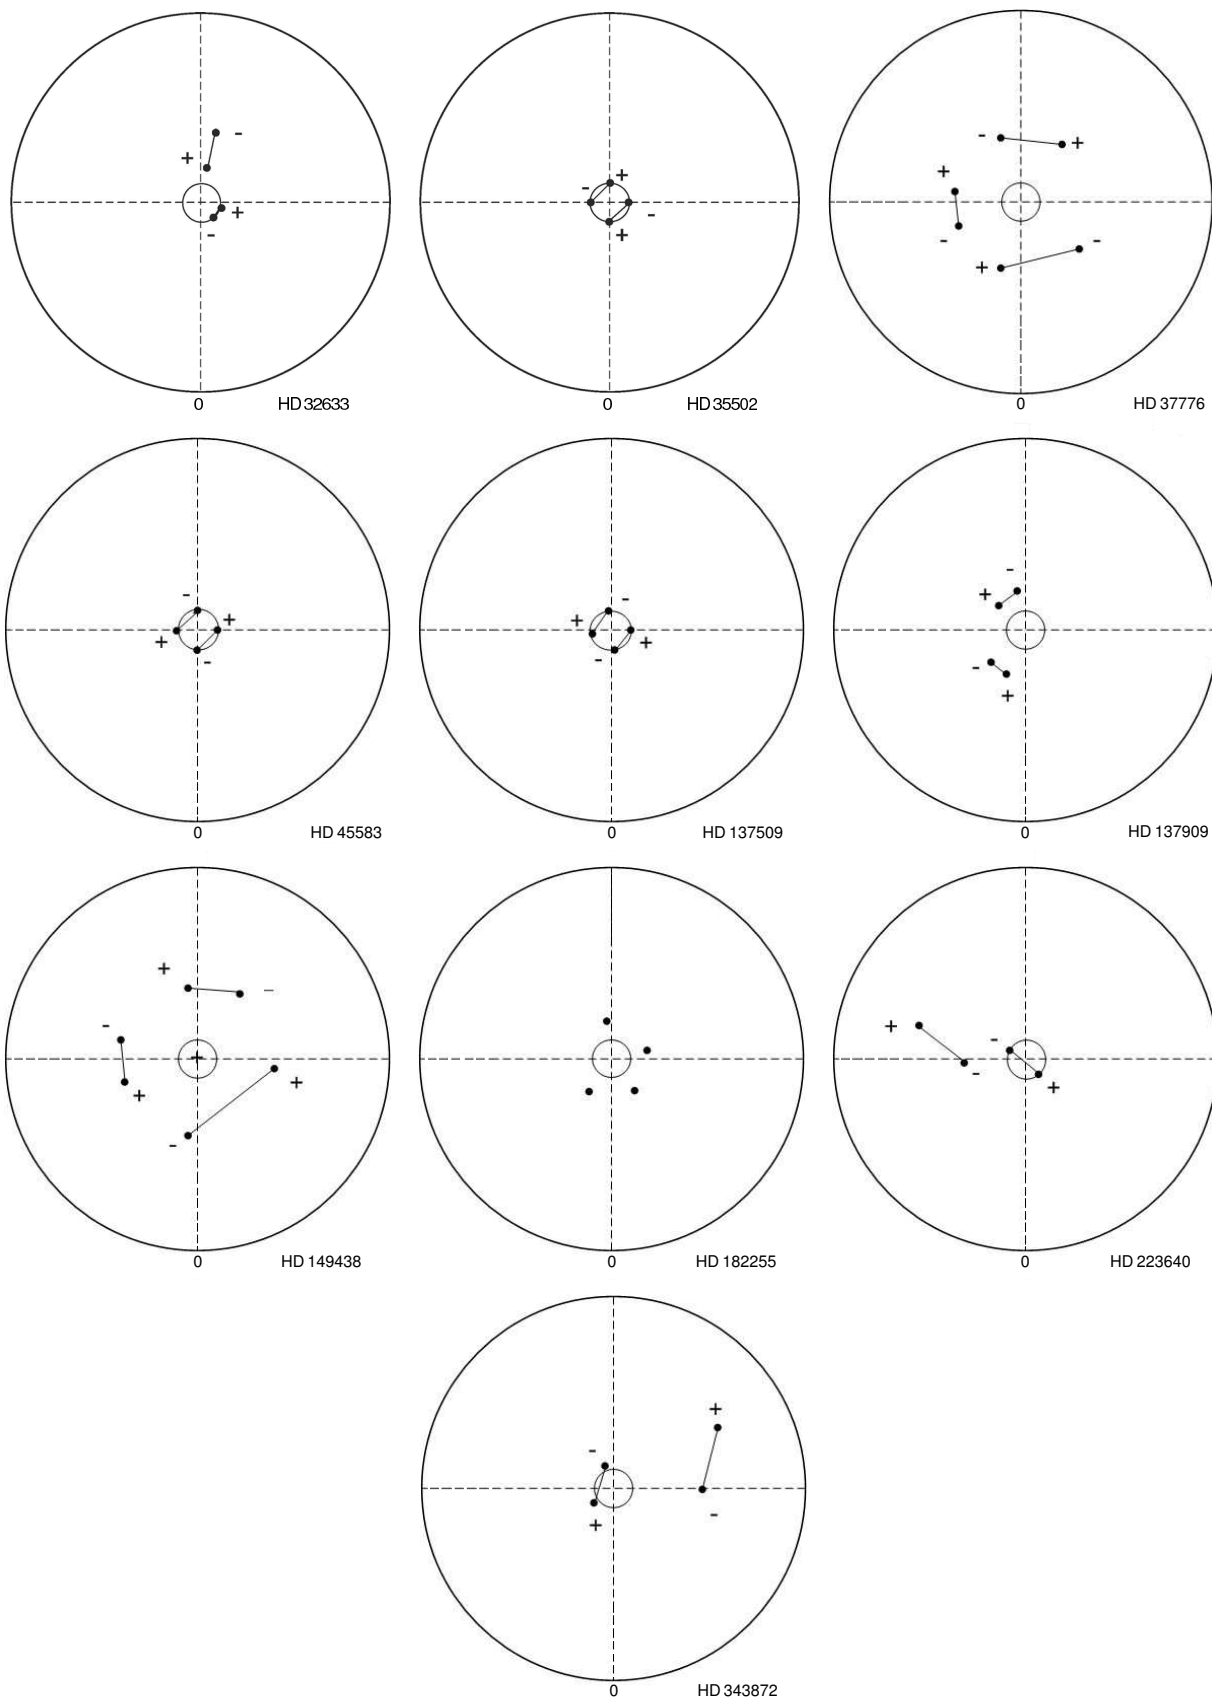 - + + -
0 HD 32633
+ - - +
0 HD 35502
- + + - + -
0 HD 37776
- + + -
0 HD 45583
- + + -
0 HD 137509
- + - +
0 HD 137909
+ - - + + + -
0 HD 149438
0 HD 182255
+ - - +
0 HD 223640
+ - - +
0 HD 343872